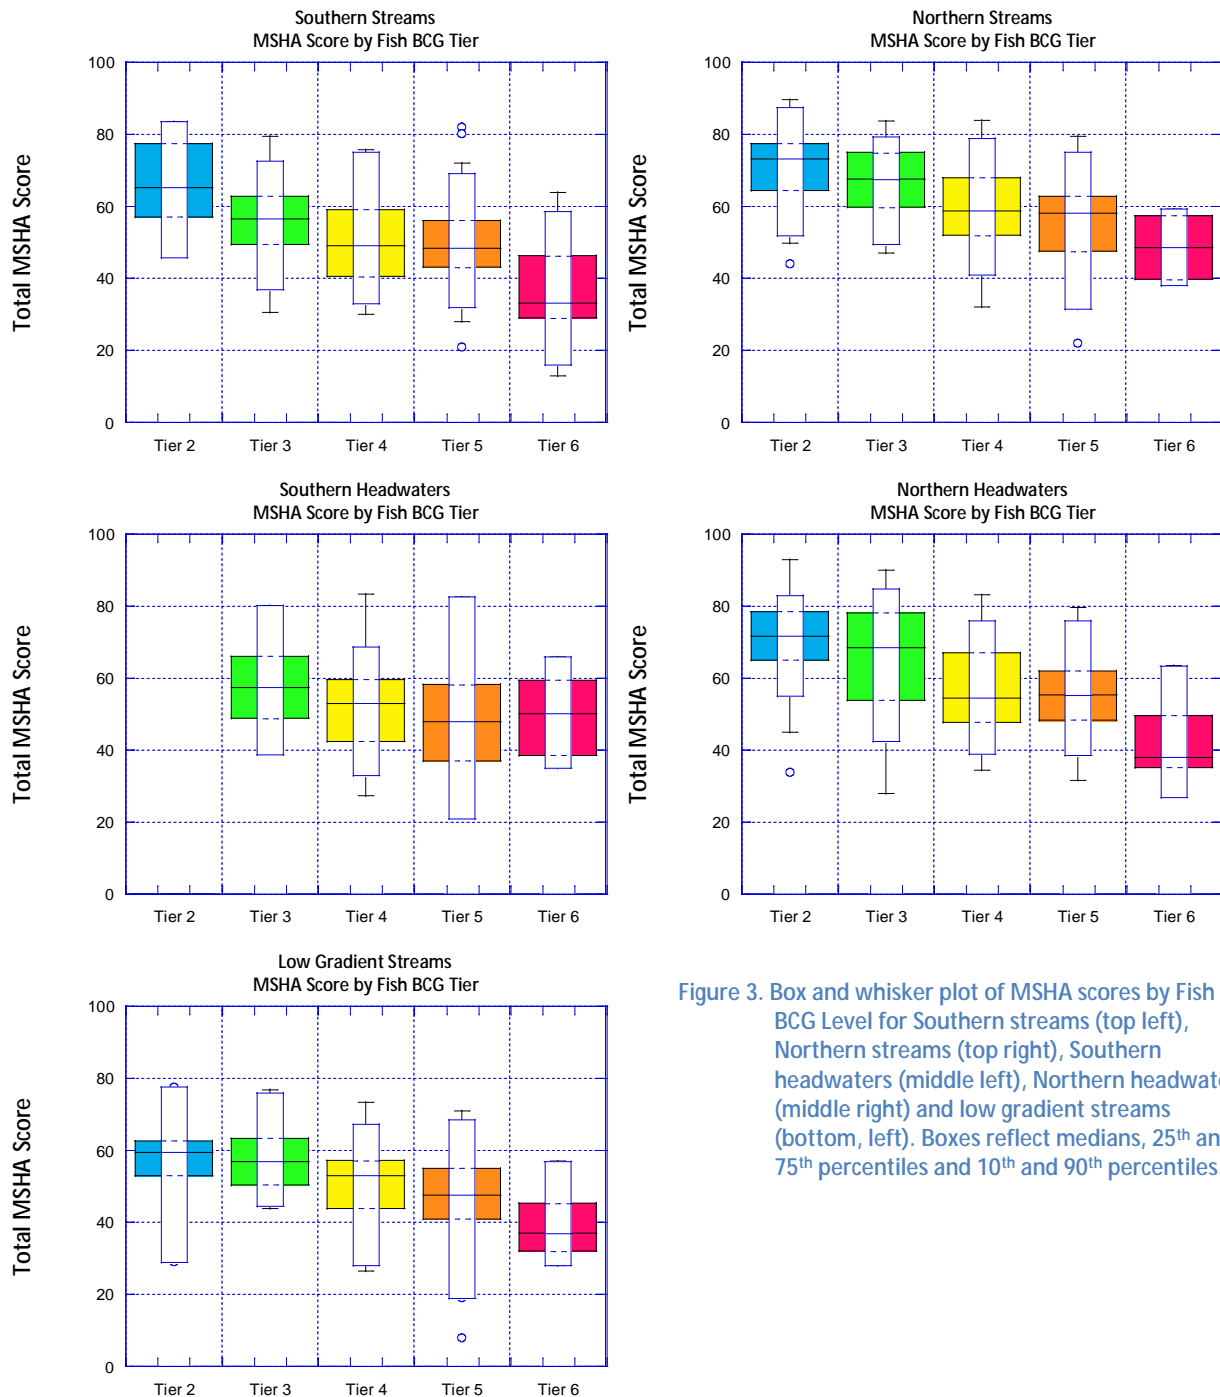 Southern Streams
MSHA Score by Fish BCG Tier
Total MSHA Score
100
80
60
40
20
0
Tier 2 Tier 3 Tier 4 Tier 5 Tier 6
Northern Streams
MSHA Score by Fish BCG Tier
Total MSHA Score
100
80
60
40
20
0
Tier 2 Tier 3 Tier 4 Tier 5 Tier 6
Southern Headwaters
MSHA Score by Fish BCG Tier
Total MSHA Score
100
80
60
40
20
0
Tier 2 Tier 3 Tier 4 Tier 5 Tier 6
Northern Headwaters
MSHA Score by Fish BCG Tier
Total MSHA Score
100
80
60
40
20
0
Tier 2 Tier 3 Tier 4 Tier 5 Tier 6
Low Gradient Streams
MSHA Score by Fish BCG Tier
Total MSHA Score
100
80
60
40
20
0
Tier 2 Tier 3 Tier 4 Tier 5 Tier 6
Figure 3. Box and whisker plot of MSHA scores by Fish
BCG Level for Southern streams (top left),
Northern streams (top right), Southern
headwaters (middle left), Northern
(middle right) and low gradient streams
(bottom, left). Boxes reflect medians, 25th
75th percentiles and 10th and 90th percentiles